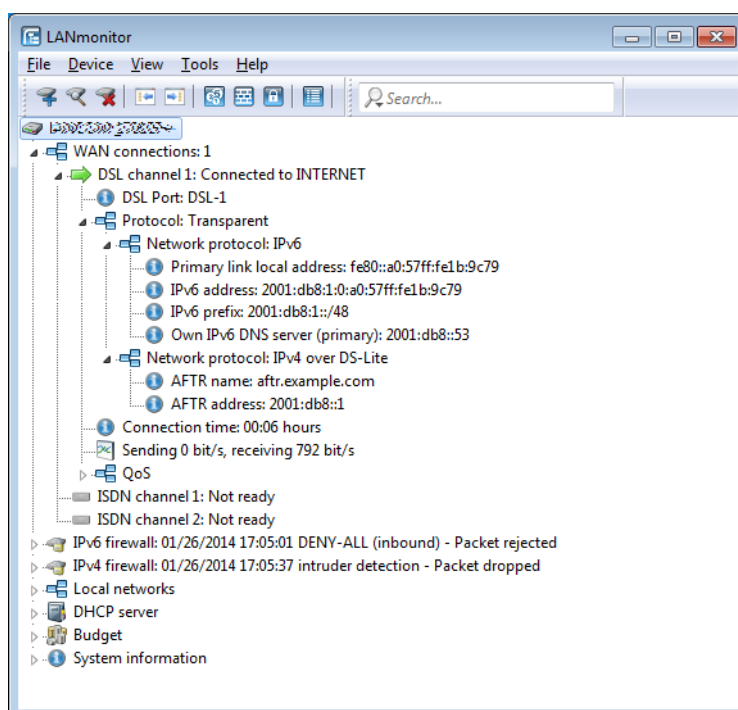 LANmonitor
File Device View Tools Help
Search...
WAN connections: 1
DSL channel 1: Connected to INTERNET
DSL Port: DSL-1
Protocol: Transparent
Network protocol: IPv6
Primary link local address: fe80::a0:57ff:fe1b:9c79
IPv6 address: 2001:db8:1:0:a0:57ff:fe1b:9c79
IPv6 prefix: 2001:db8:1::/48
Own IPv6 DNS server (primary): 2001:db8::53
Network protocol: IPv4 over DS-Lite
AFTR name: aftr.example.com
AFTR address: 2001:db8::1
Connection time: 00:06 hours
Sending 0 bit/s, receiving 792 bit/s
QoS
ISDN channel 1: Not ready
ISDN channel 2: Not ready
IPv6 firewall: 01/26/2014 17:05:01 DENY-ALL (inbound) - Packet rejected
IPv4 firewall: 01/26/2014 17:05:37 intruder detection - Packet dropped
Local networks
DHCP server
Budget
System information